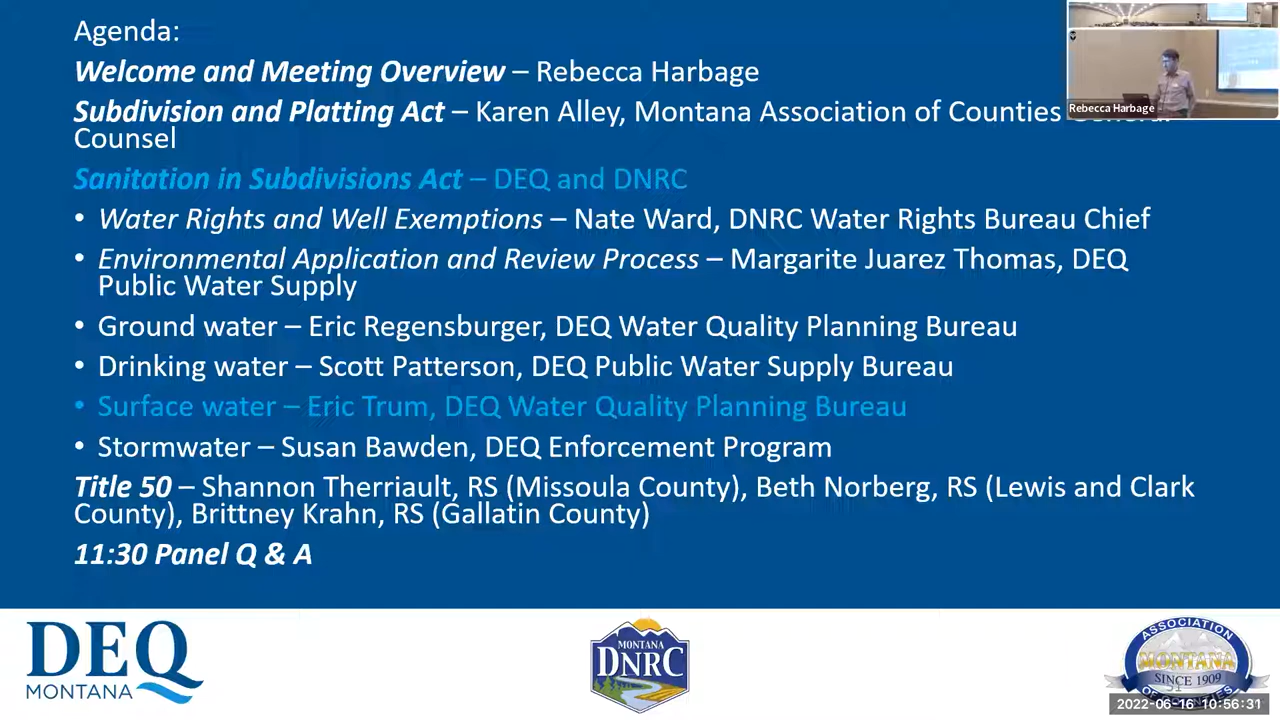 Agenda:
Welcome and Meeting Overview – Rebecca Harbage
Subdivision and Platting Act – Karen Alley, Montana Association of Counties General
Counsel
Sanitation in Subdivisions Act – DEQ and DNRC
• Water Rights and Well Exemptions – Nate Ward, DNRC Water Rights Bureau Chief
• Environmental Application and Review Process – Margarite Juarez Thomas, DEQ
Public Water Supply
• Ground water – Eric Regensburger, DEQ Water Quality Planning Bureau
• Drinking water – Scott Patterson, DEQ Public Water Supply Bureau
• Surface water – Eric Trum, DEQ Water Quality Planning Bureau
• Stormwater – Susan Bawden, DEQ Enforcement Program
Title 50 – Shannon Therriault, RS (Missoula County), Beth Norberg, RS (Lewis and Clark
County), Brittney Krahn, RS (Gallatin County)
11:30 Panel Q & A
Rebecca Harbage
DEQ
MONTANA
MONTANA
DNRC
ASSOCIATION
MONTANA
SINCE 1909
51
OF COUNTIES
2022-06-16 10:56:31